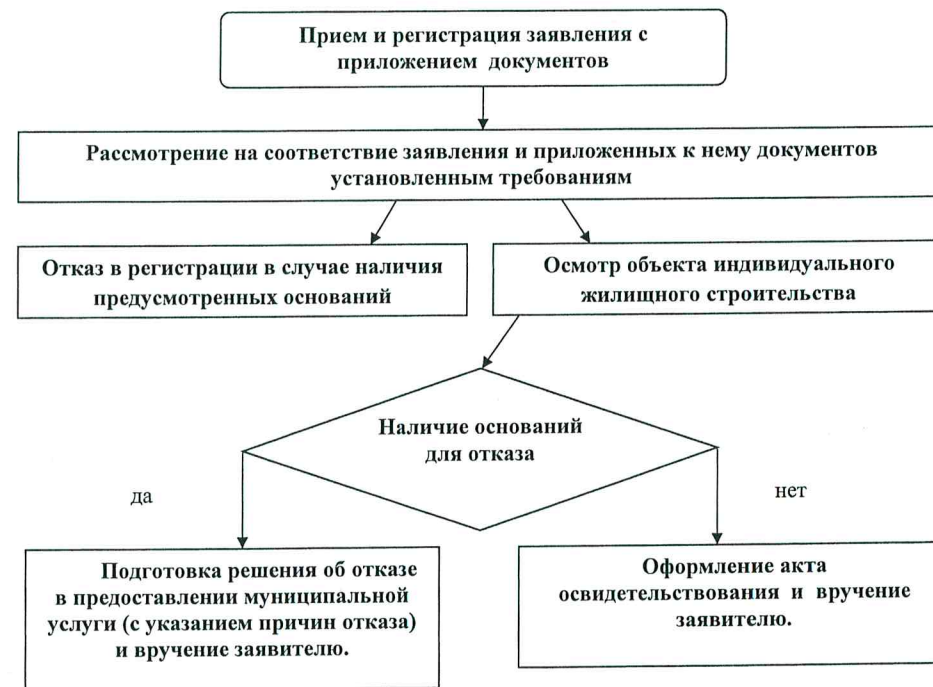 Прием и регистрация заявления с
приложением документов
Рассмотрение на соответствие заявления и приложенных к нему документов
установленным требованиям
Отказ в регистрации в случае наличия
предусмотренных оснований
Осмотр объекта индивидуального
жилищного строительства
Наличие оснований
для отказа
да
нет
Подготовка решения об отказе
в предоставлении муниципальной
услуги (с указанием причин отказа)
и вручение заявителю.
Оформление акта
освидетельствования и вручение
заявителю.